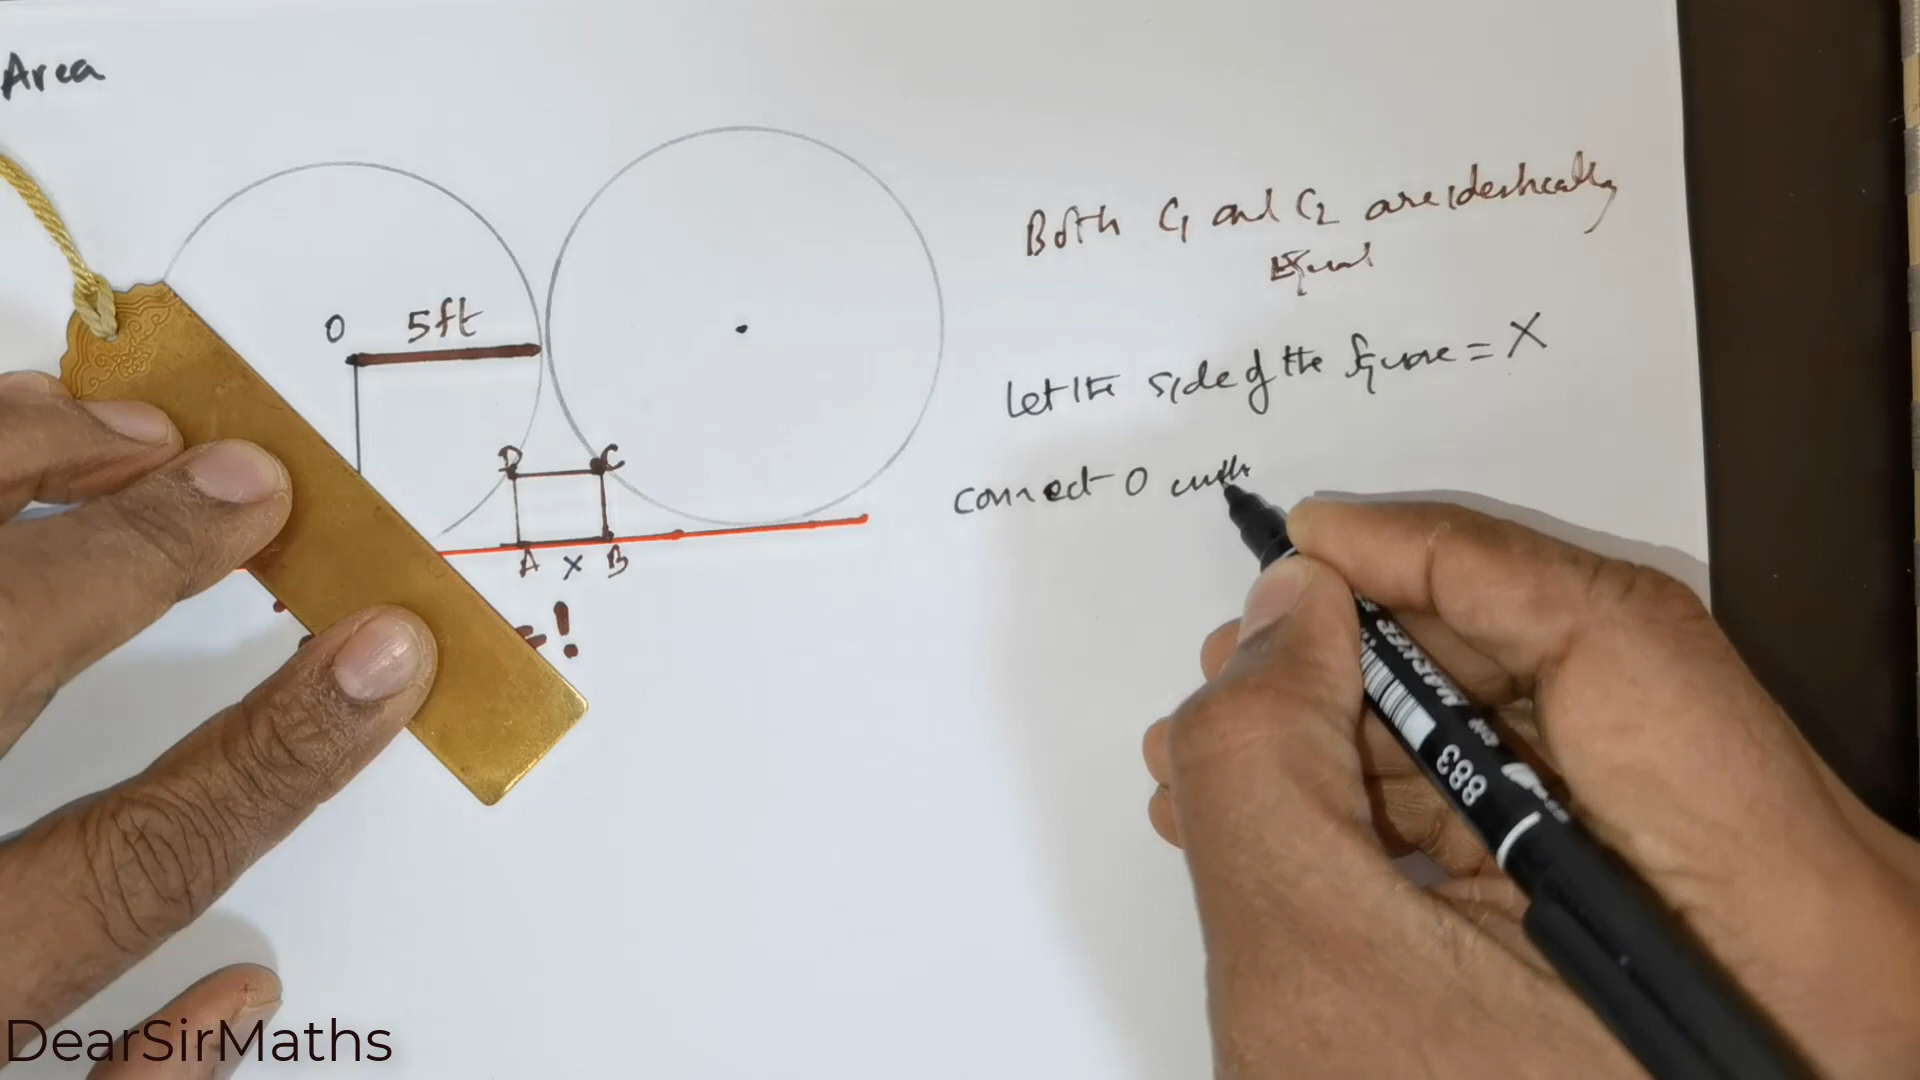 Area
Both C1 and C2 are identically
Equal
O 5ft
Let the side of the Square = X
D C
connect O with
A x B
= !
MARKER
883
DearSirMaths